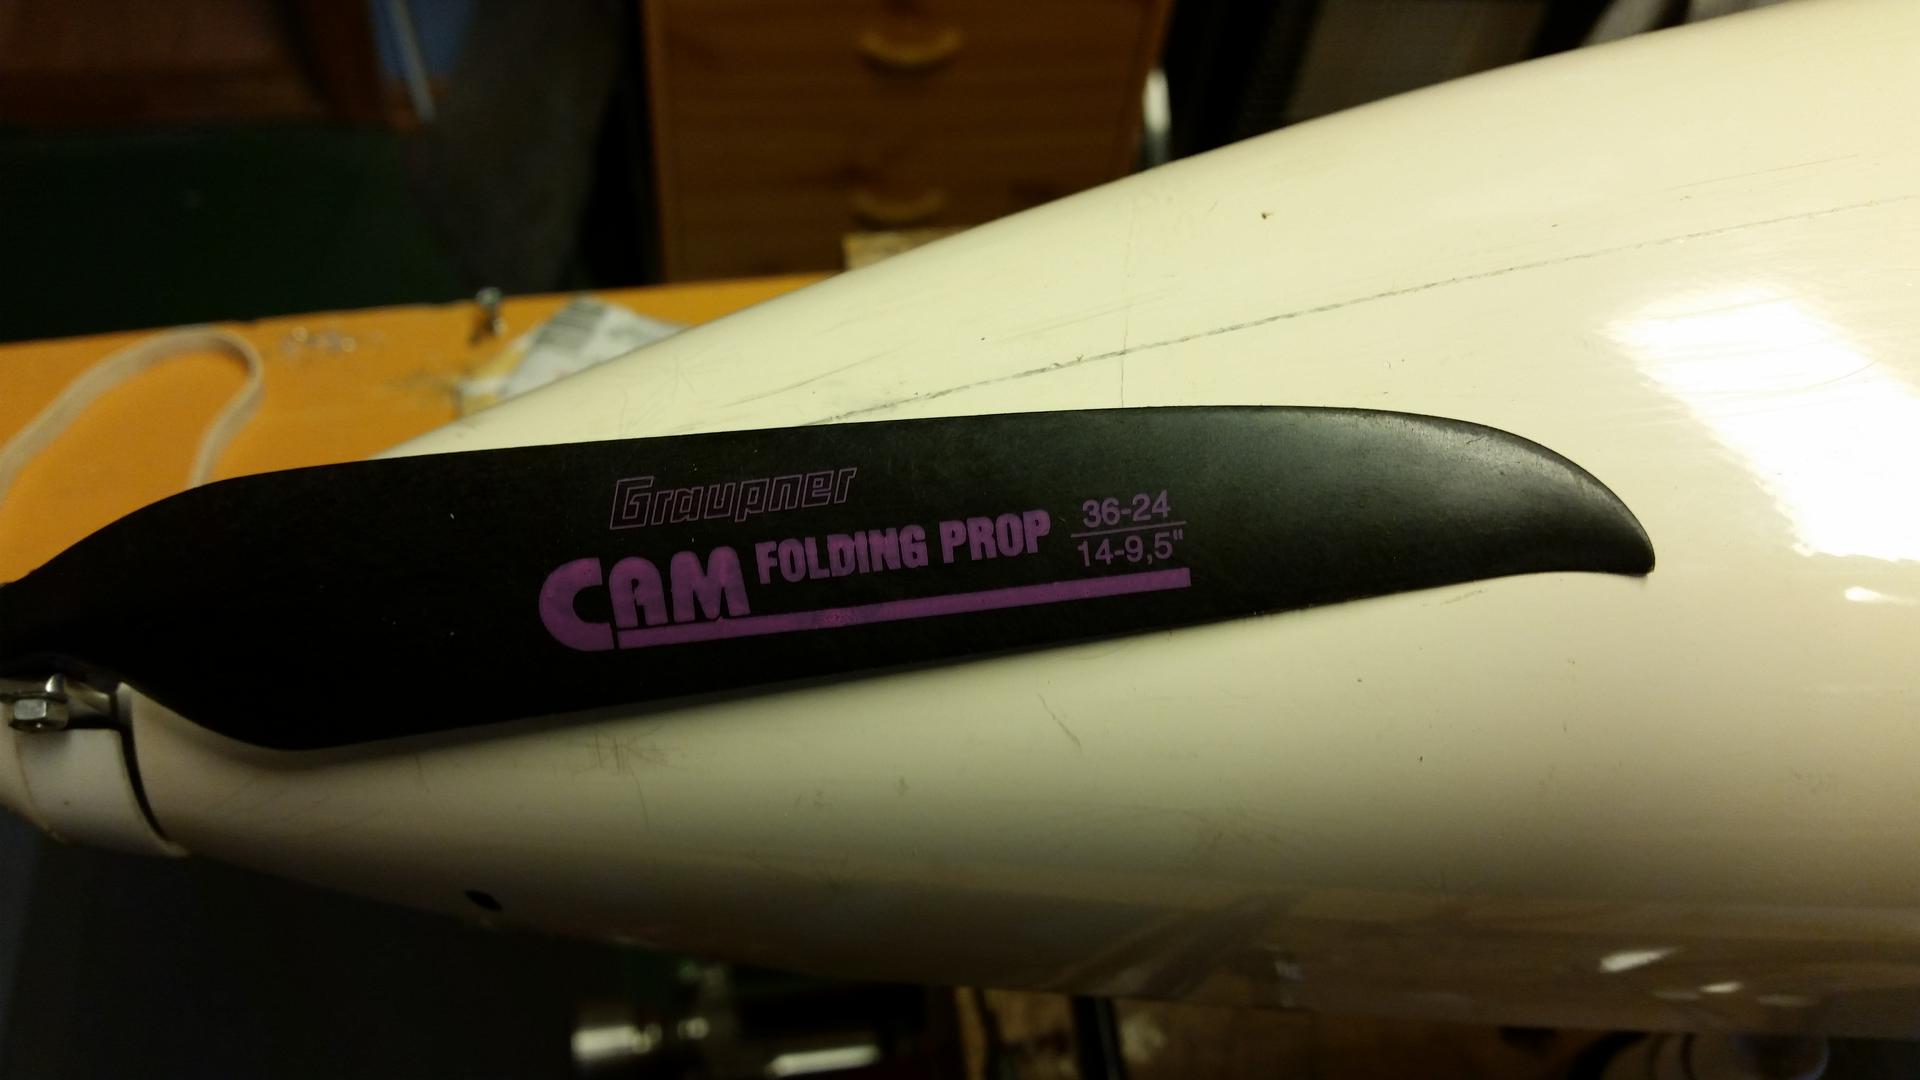 Graupner
CAM FOLDING PROP 36-24
14-9,5"